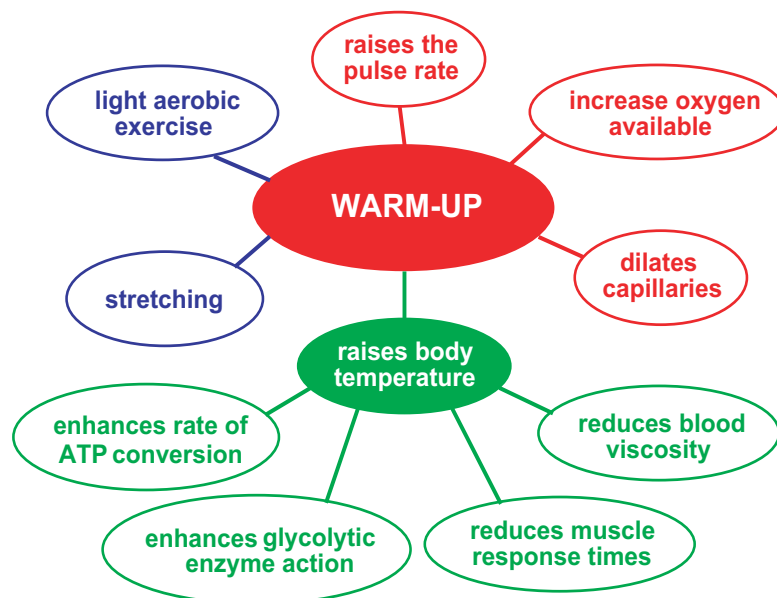 raises the
pulse rate
light aerobic
exercise
increase oxygen
available
WARM-UP
dilates
capillaries
stretching
raises body
temperature
enhances rate of
ATP conversion
reduces blood
viscosity
enhances glycolytic
enzyme action
reduces muscle
response times